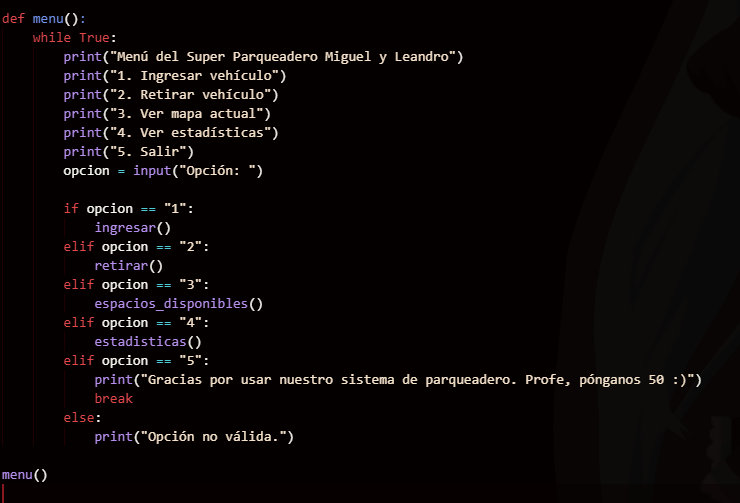 def menu():
    while True:
        print("Menú del Super Parqueadero Miguel y Leandro")
        print("1. Ingresar vehículo")
        print("2. Retirar vehículo")
        print("3. Ver mapa actual")
        print("4. Ver estadísticas")
        print("5. Salir")
        opcion = input("Opción: ")

        if opcion == "1":
            ingresar()
        elif opcion == "2":
            retirar()
        elif opcion == "3":
            espacios_disponibles()
        elif opcion == "4":
            estadisticas()
        elif opcion == "5":
            print("Gracias por usar nuestro sistema de parqueadero. Profe, pónganos 50 :)")
            break
        else:
            print("Opción no válida.")

menu()